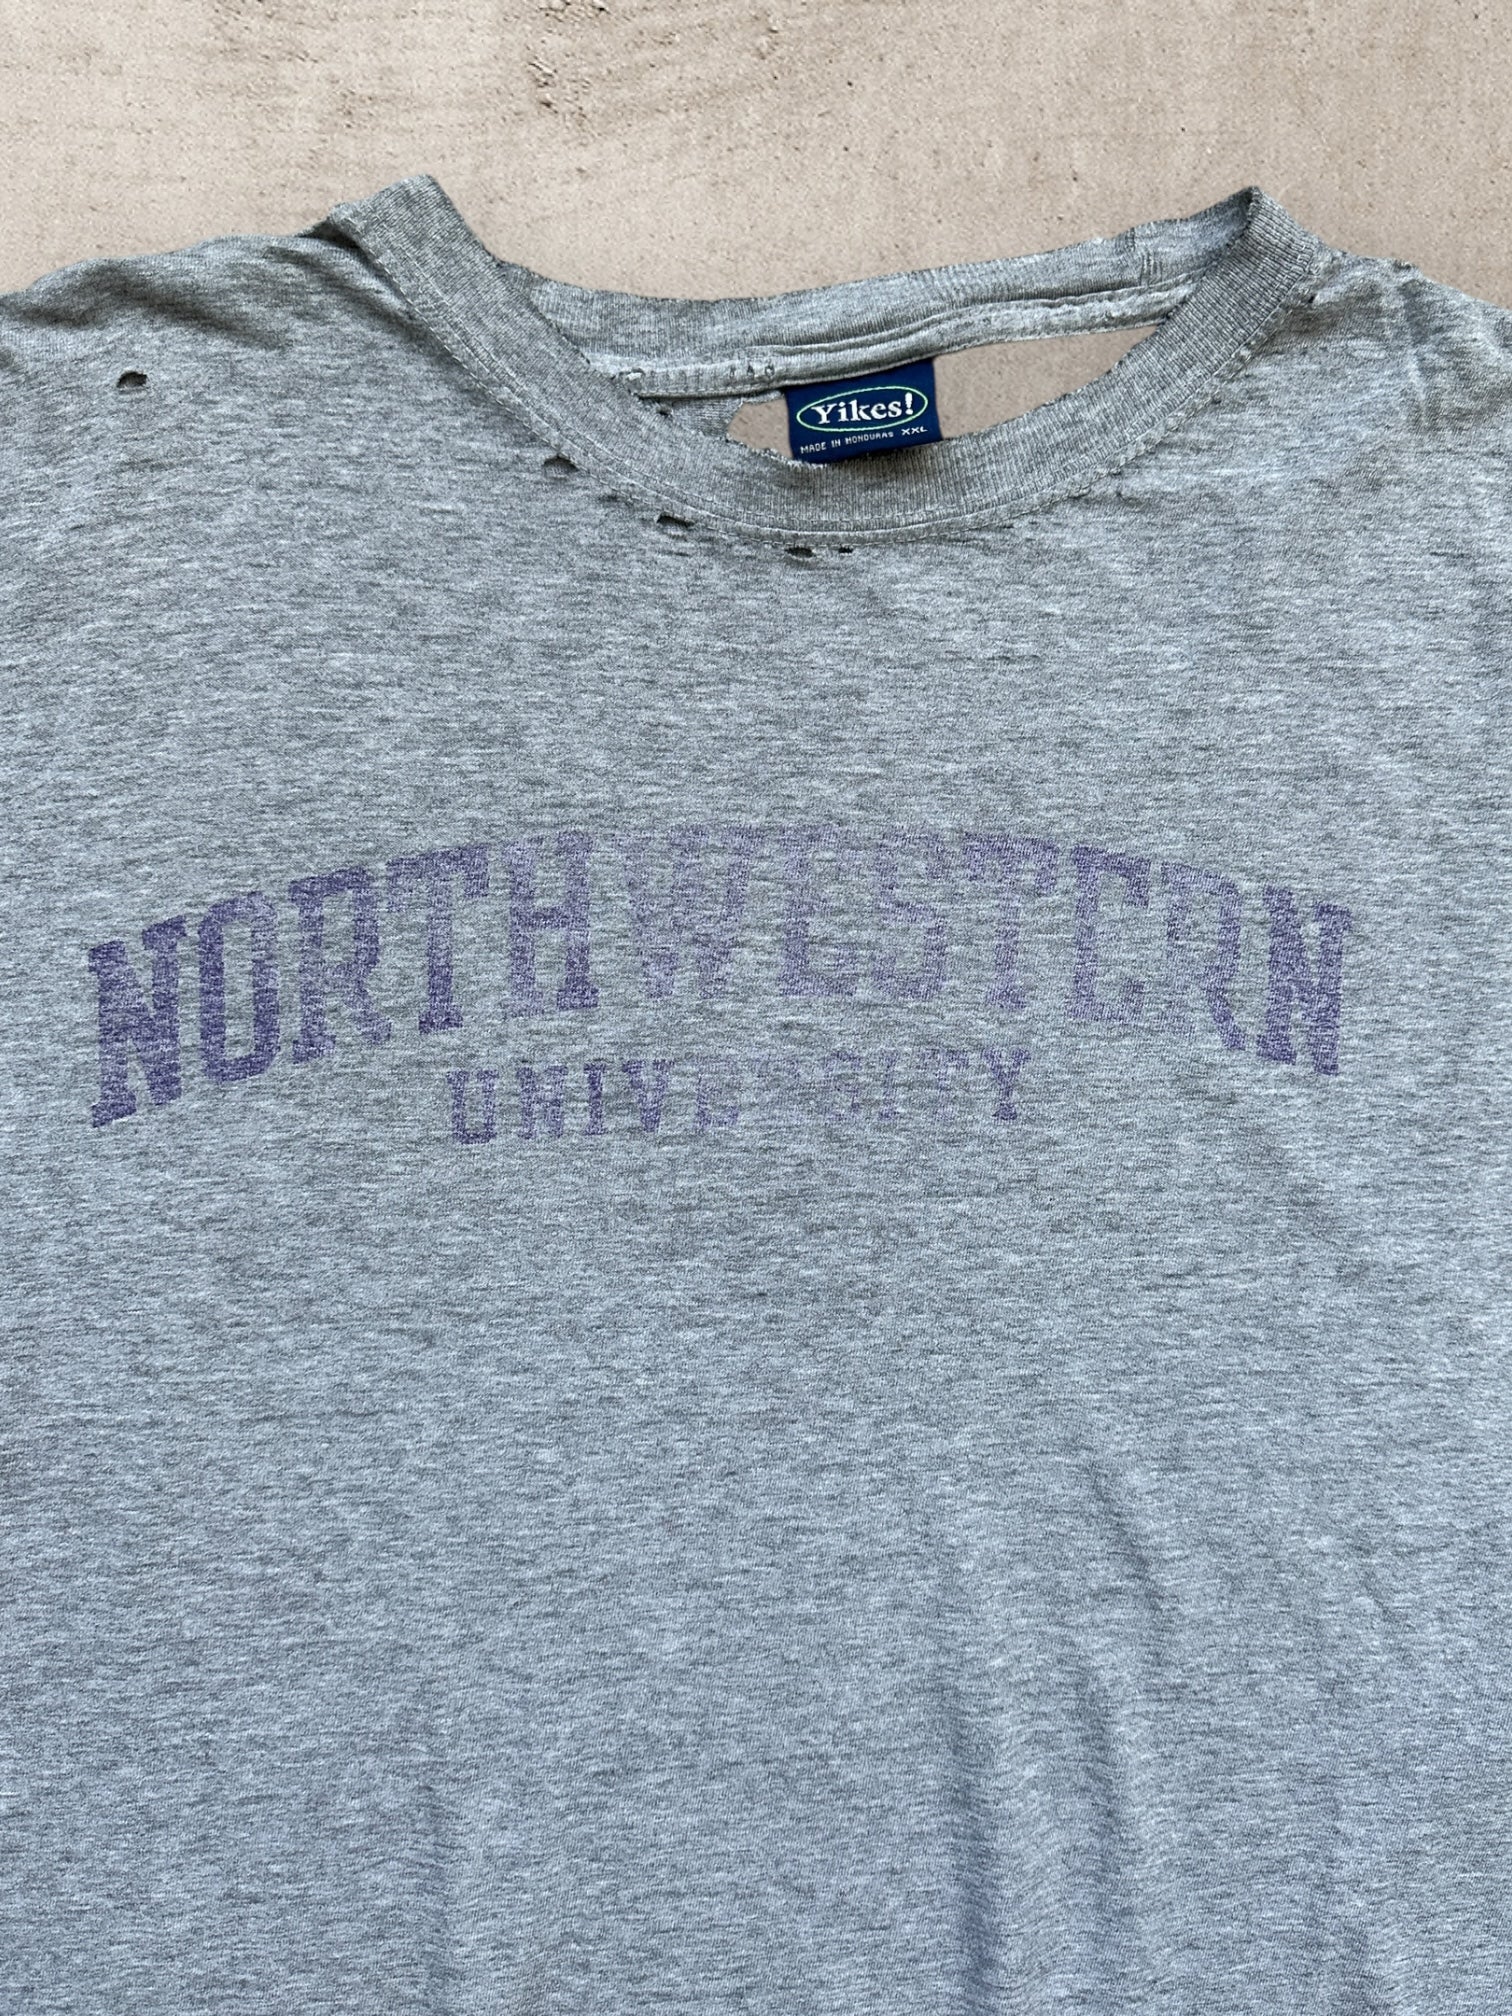 Yikes!
MADE IN HONDURAS XXL
NORTHWESTERN
UNIVERSITY